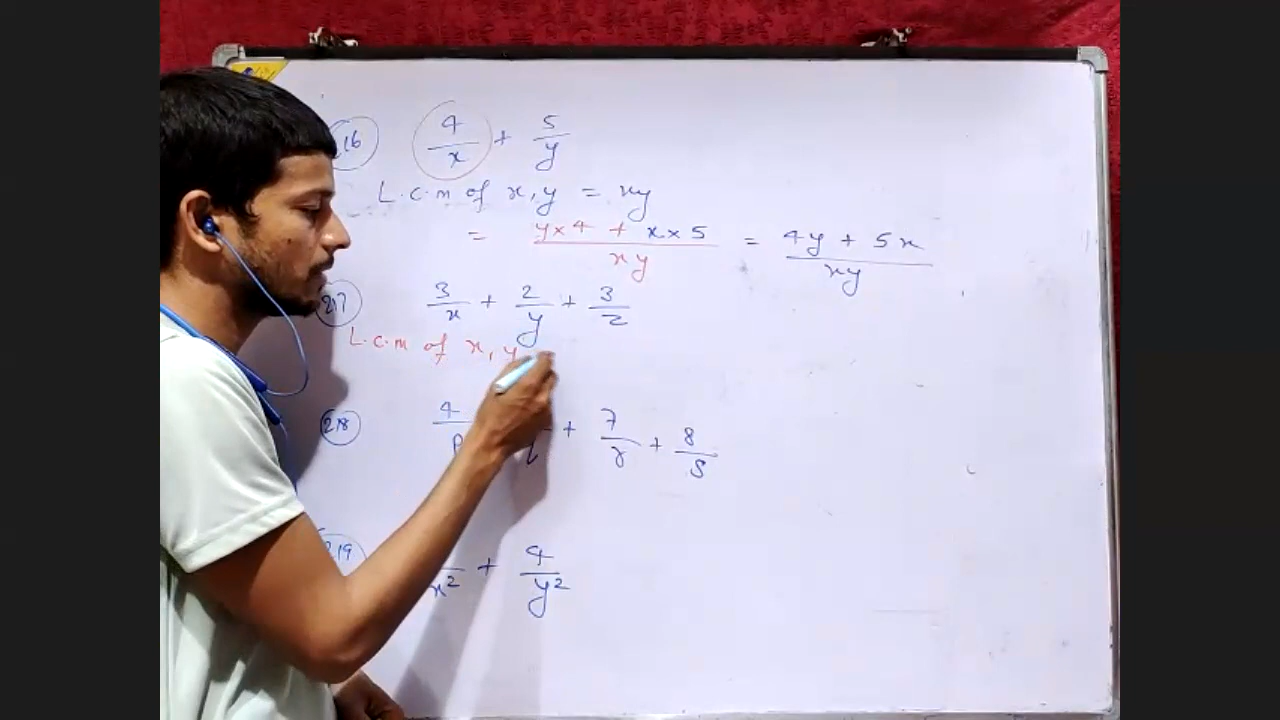 216 4/x + 5/y
L.C.M of x, y = xy
= y×4 + x×5 / xy = 4y + 5x / xy
217 3/x + 2/y + 3/z
L.C.M of x, y
218 4/p + 7/r + 8/s
219 x² + 4/y²